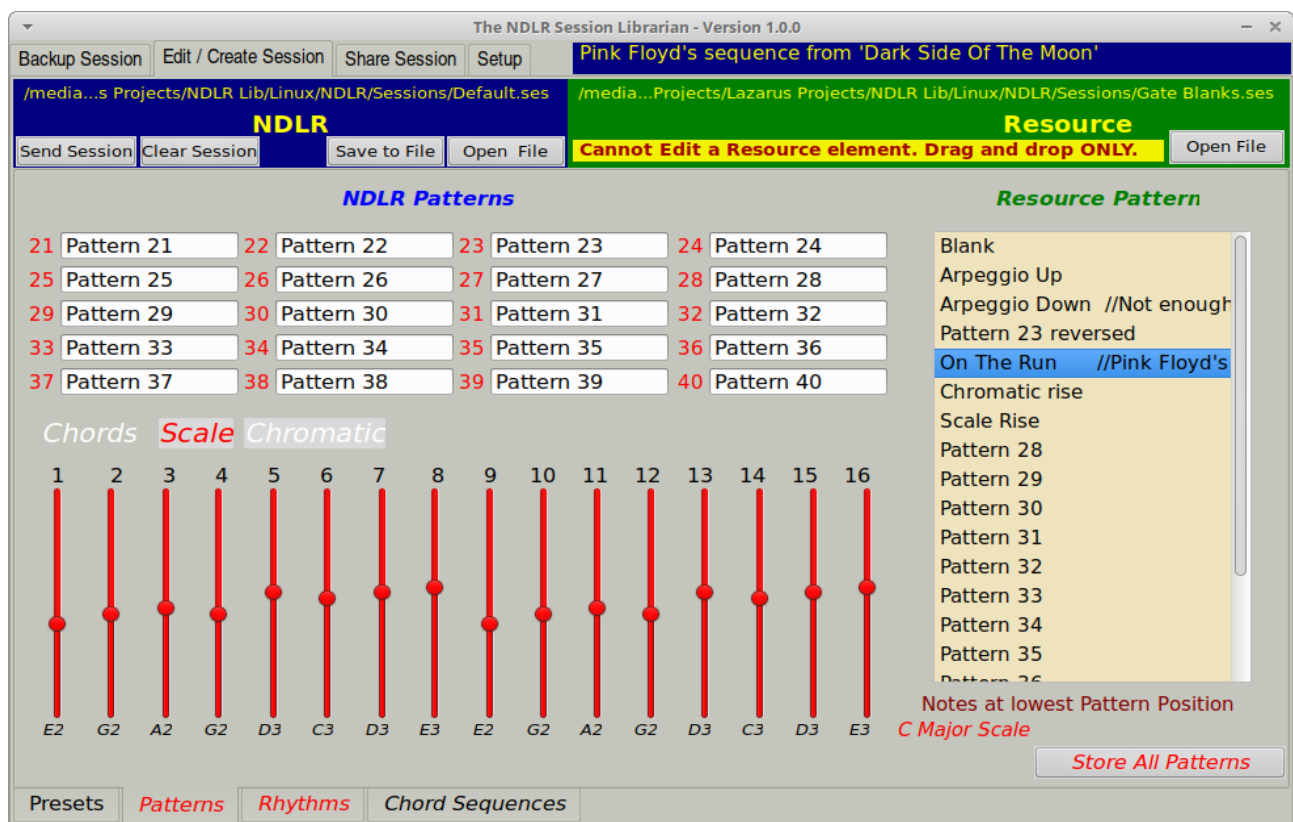 The NDLR Session Librarian - Version 1.0.0
Backup Session Edit / Create Session Share Session Setup Pink Floyd's sequence from 'Dark Side Of The Moon'
/media...s Projects/NDLR Lib/Linux/NDLR/Sessions/Default.ses /media...Projects/Lazarus Projects/NDLR Lib/Linux/NDLR/Sessions/Gate Blanks.ses
NDLR Resource
Send Session Clear Session Save to File Open File Cannot Edit a Resource element. Drag and drop ONLY. Open File
NDLR Patterns Resource Pattern
21 Pattern 21 22 Pattern 22 23 Pattern 23 24 Pattern 24
25 Pattern 25 26 Pattern 26 27 Pattern 27 28 Pattern 28
29 Pattern 29 30 Pattern 30 31 Pattern 31 32 Pattern 32
33 Pattern 33 34 Pattern 34 35 Pattern 35 36 Pattern 36
37 Pattern 37 38 Pattern 38 39 Pattern 39 40 Pattern 40
Chords Scale Chromatic
1 2 3 4 5 6 7 8 9 10 11 12 13 14 15 16
E2 G2 A2 G2 D3 C3 D3 E3 E2 G2 A2 G2 D3 C3 D3 E3
Blank
Arpeggio Up
Arpeggio Down //Not enough
Pattern 23 reversed
On The Run //Pink Floyd's
Chromatic rise
Scale Rise
Pattern 28
Pattern 29
Pattern 30
Pattern 31
Pattern 32
Pattern 33
Pattern 34
Pattern 35
Pattern 36
Notes at lowest Pattern Position
C Major Scale
Store All Patterns
Presets Patterns Rhythms Chord Sequences